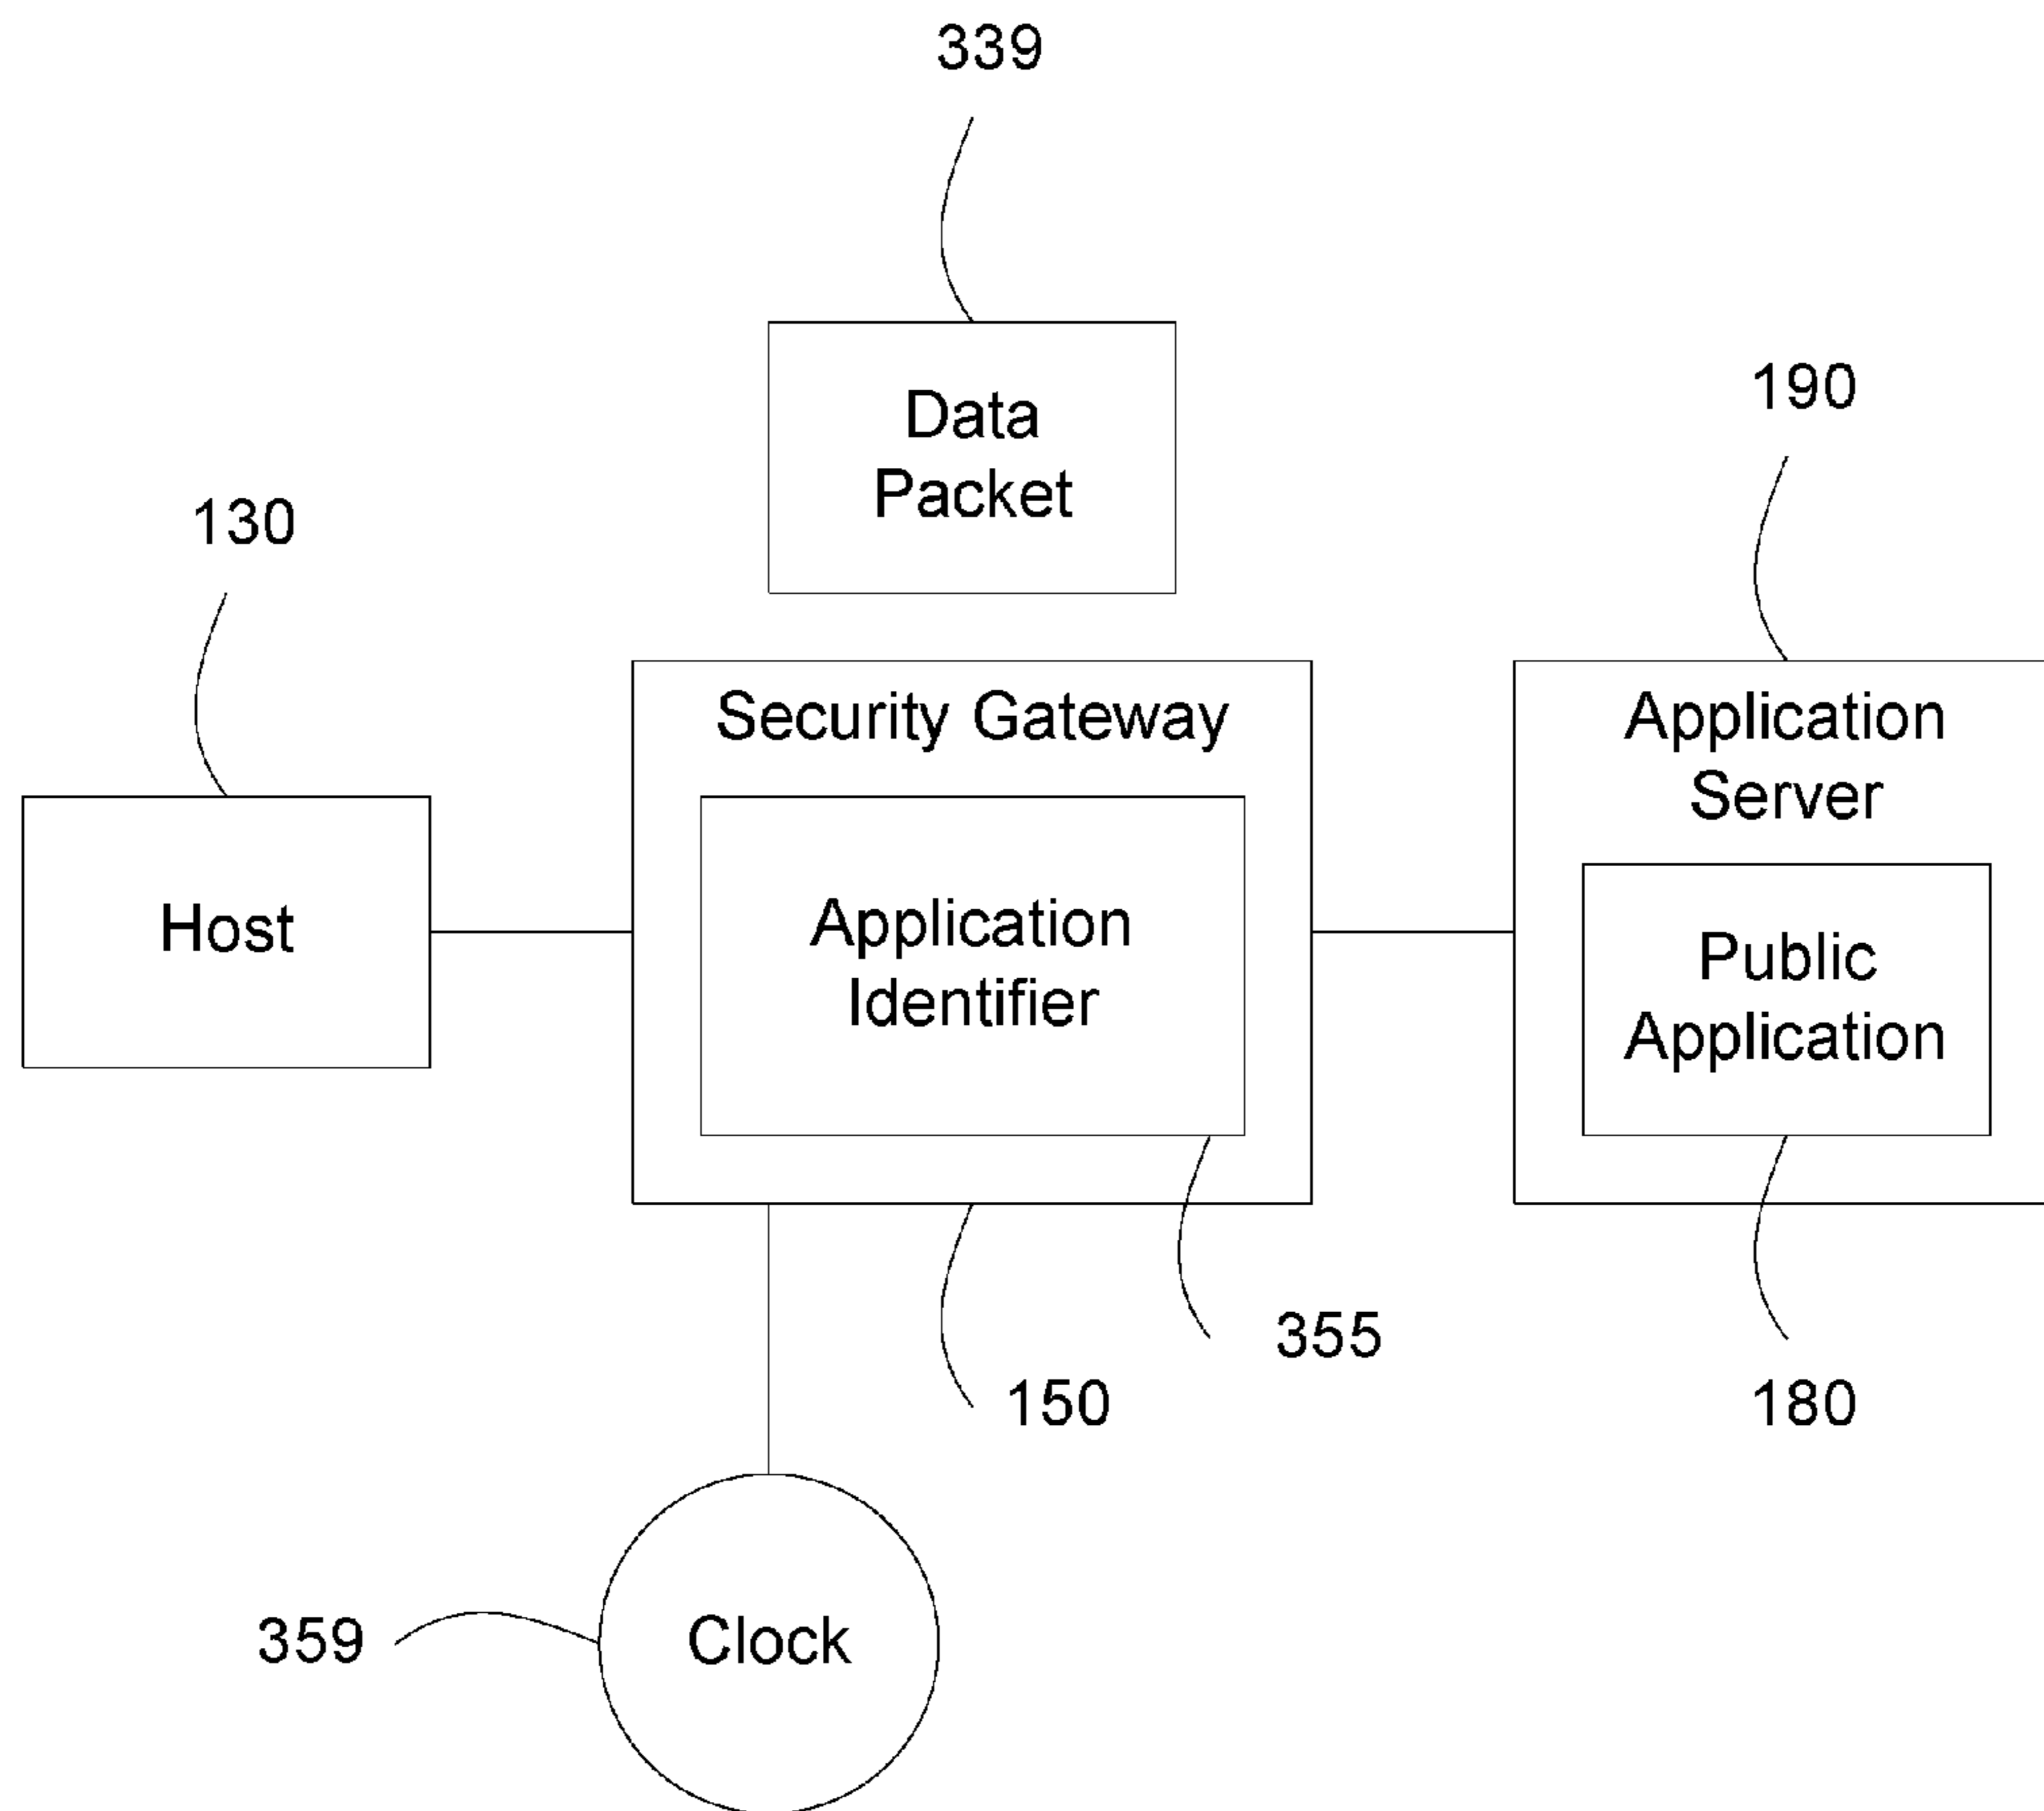 339
Data
Packet
190
130
Security Gateway
Application
Server
Host
Application
Identifier
Public
Application
355
150
180
359
Clock